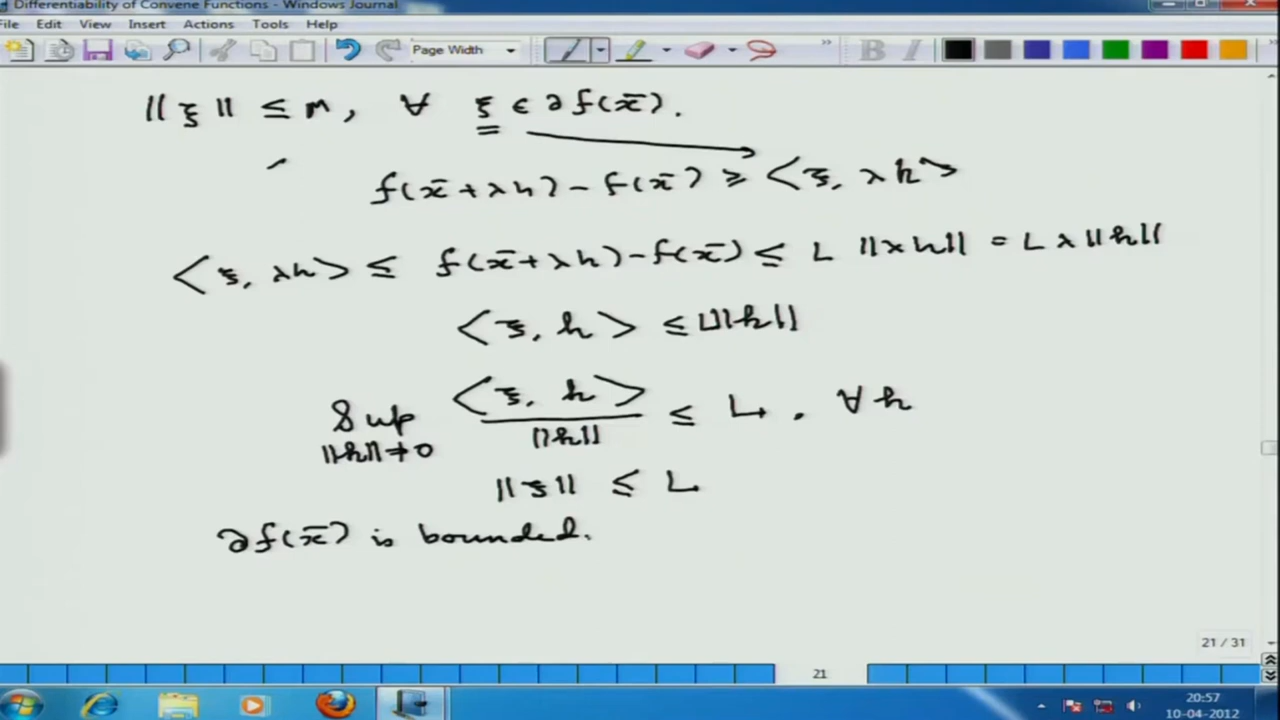 Differentiability of Convene Functions - Windows Journal
File Edit View Insert Actions Tools Help
Page Width
B I
||ξ|| ≤ M, ∀ ξ ∈ ∂f(x̄).
f(x̄+λh) - f(x̄) ≥ <ξ, λh>
<ξ, λh> ≤ f(x̄+λh) - f(x̄) ≤ L ||λh|| = L λ ||h||
<ξ, h> ≤ L||h||
Sup <ξ, h> / ||h|| ≤ L, ∀ h
||h|| ≠ 0
||ξ|| ≤ L
∂f(x̄) is bounded.
21 / 31
21
20:57
10-04-2012